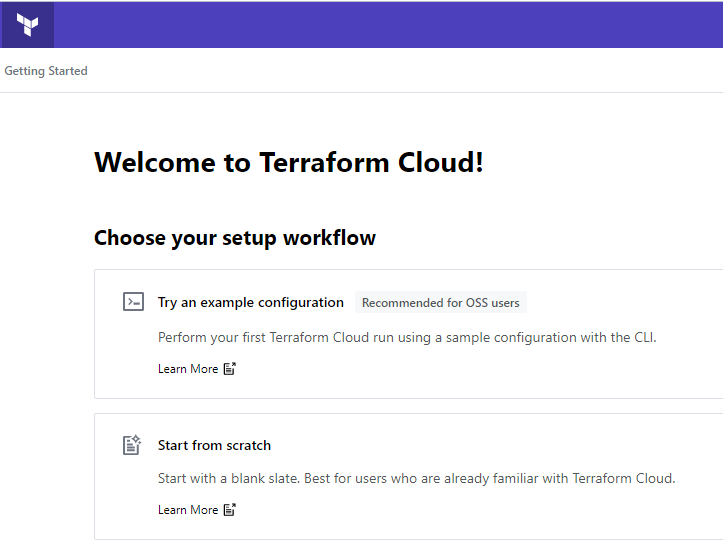 Getting Started
Welcome to Terraform Cloud!
Choose your setup workflow
Try an example configuration Recommended for OSS users
Perform your first Terraform Cloud run using a sample configuration with the CLI.
Learn More
Start from scratch
Start with a blank slate. Best for users who are already familiar with Terraform Cloud.
Learn More